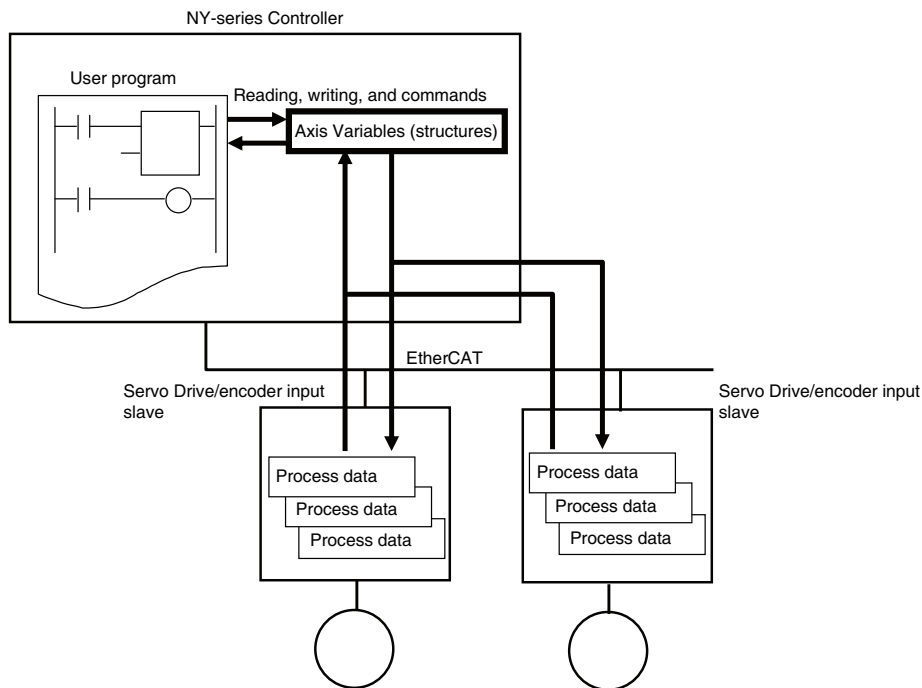 NY-series Controller
User program
Reading, writing, and commands
Axis Variables (structures)
EtherCAT
Servo Drive/encoder input
slave
Servo Drive/encoder input
slave
Process data
Process data
Process data
Process data
Process data
Process data